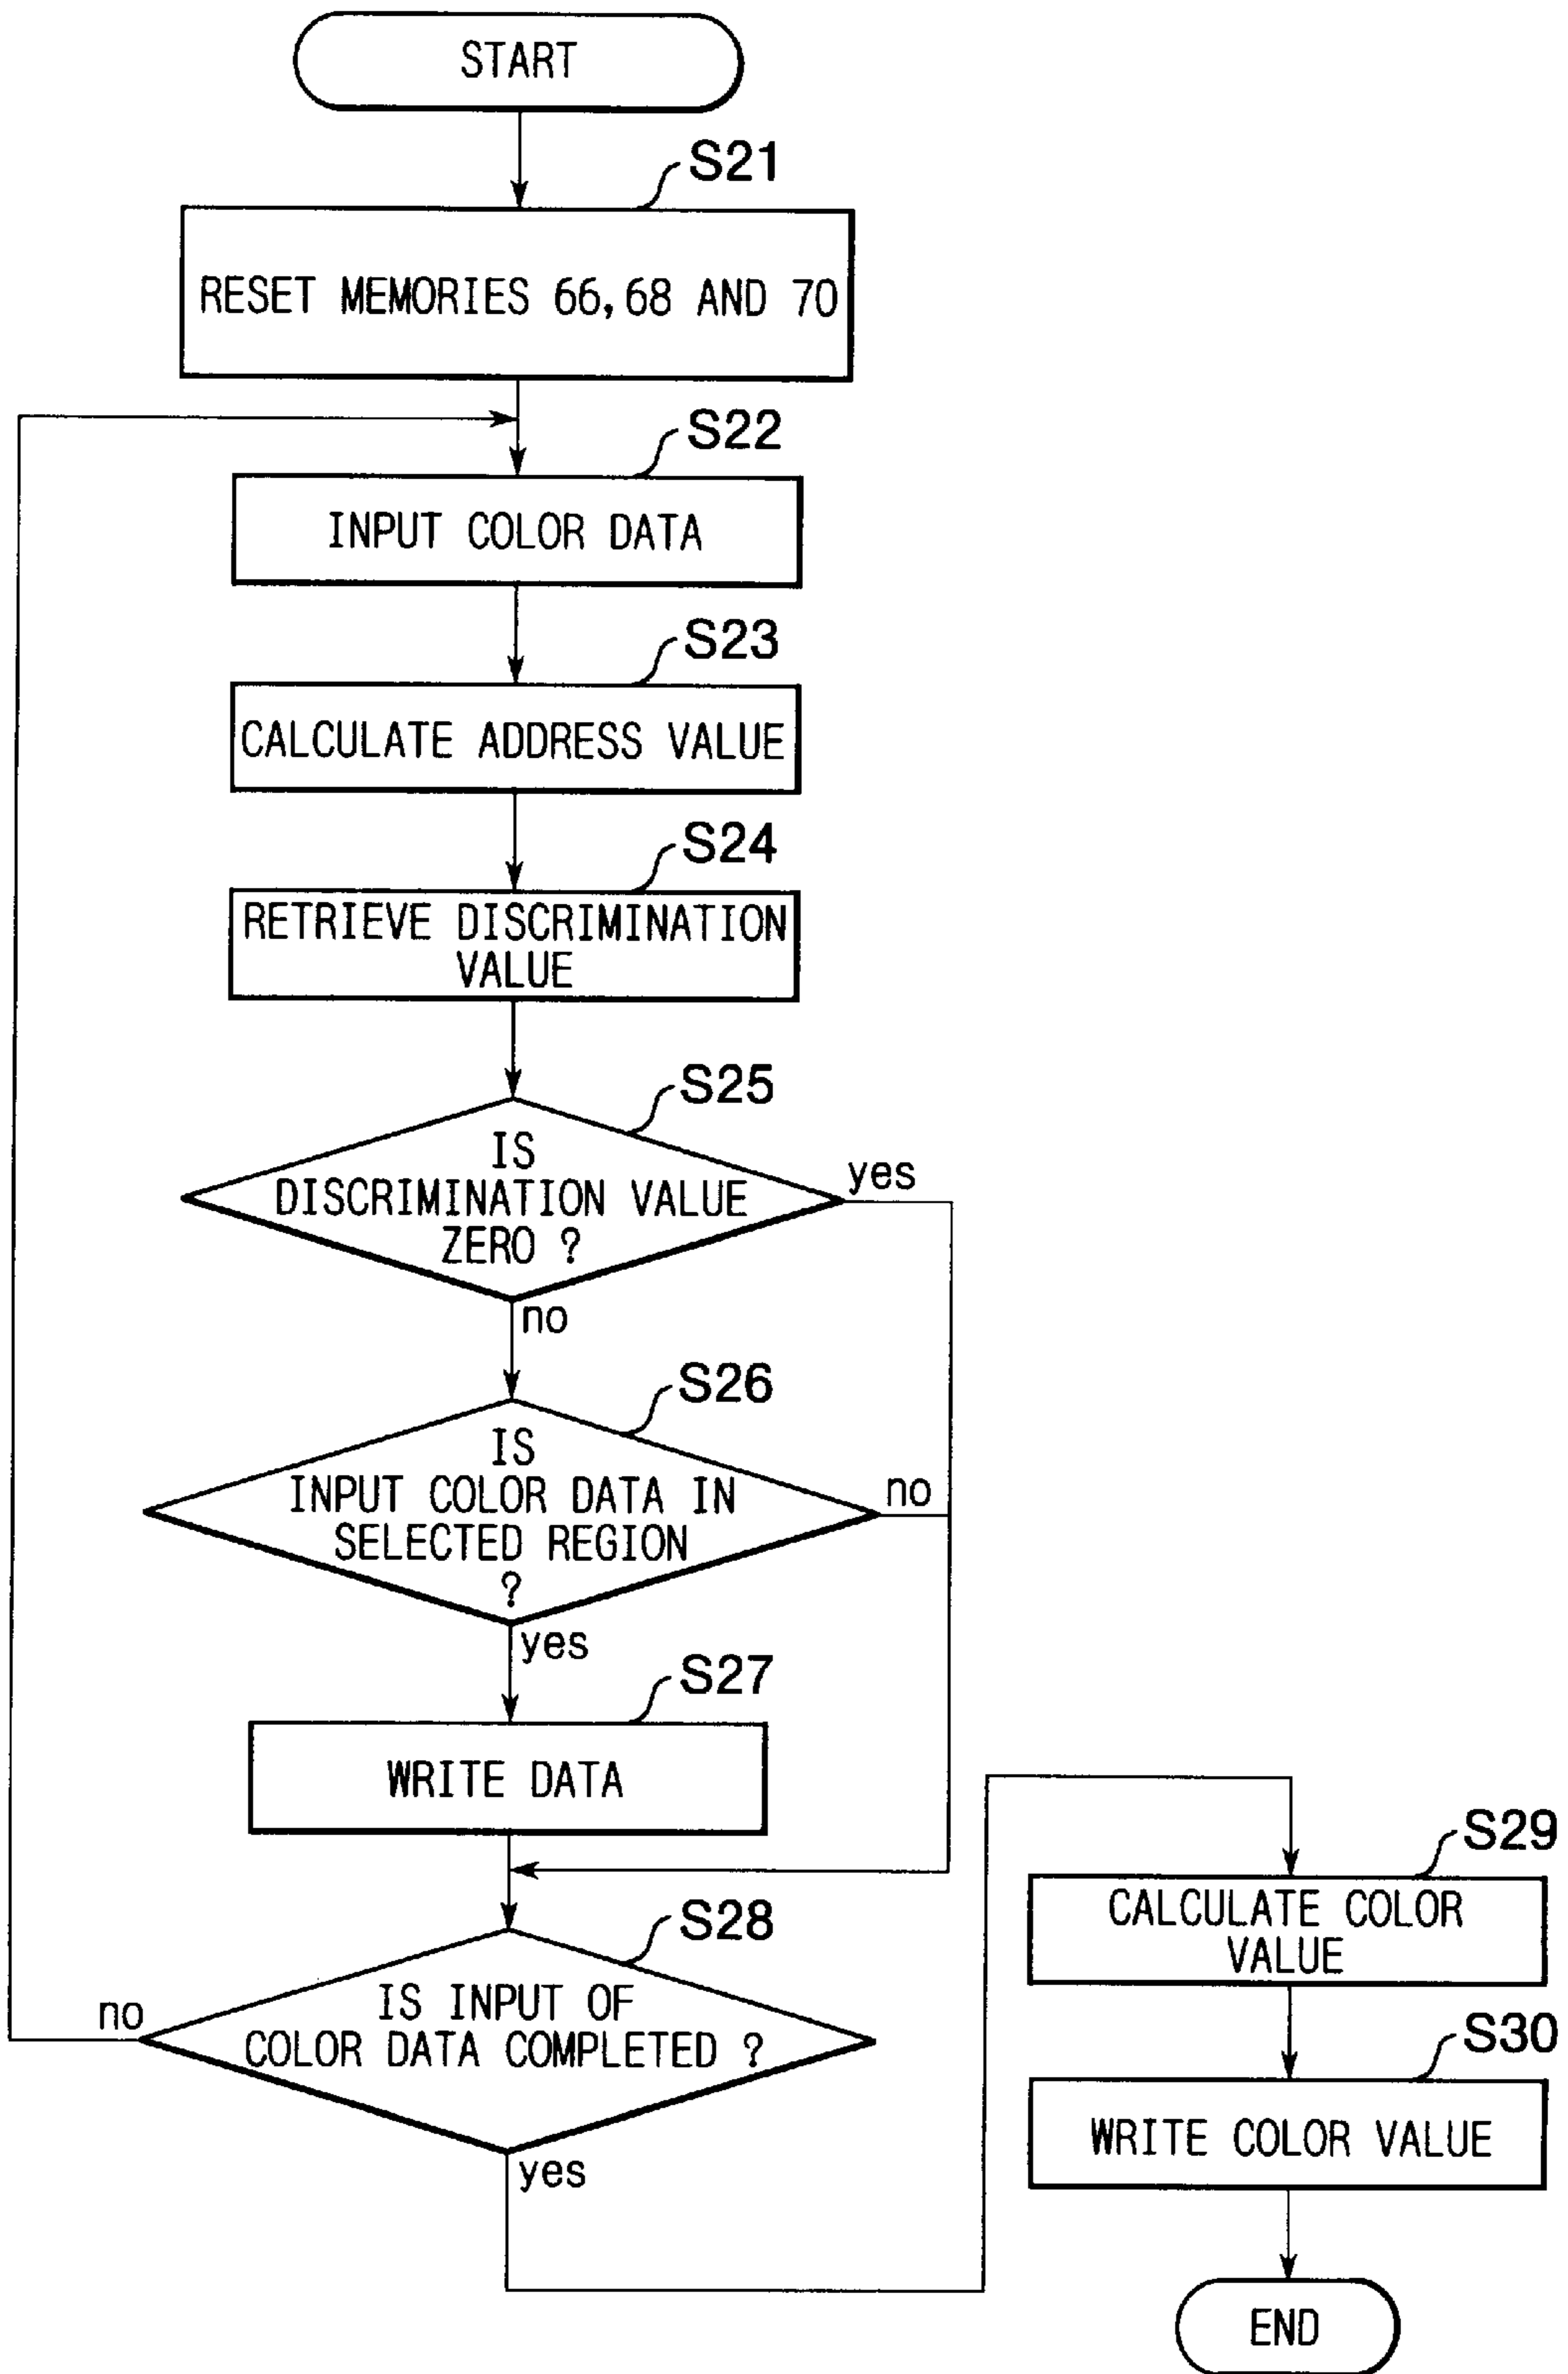 START
S21
RESET MEMORIES 66,68 AND 70
S22
INPUT COLOR DATA
S23
CALCULATE ADDRESS VALUE
S24
RETRIEVE DISCRIMINATION
VALUE
S25
IS
DISCRIMINATION VALUE
ZERO ?
yes
no
S26
IS
INPUT COLOR DATA IN
SELECTED REGION
?
no
yes
S27
WRITE DATA
S28
IS INPUT OF
COLOR DATA COMPLETED ?
no
yes
S29
CALCULATE COLOR
VALUE
S30
WRITE COLOR VALUE
END